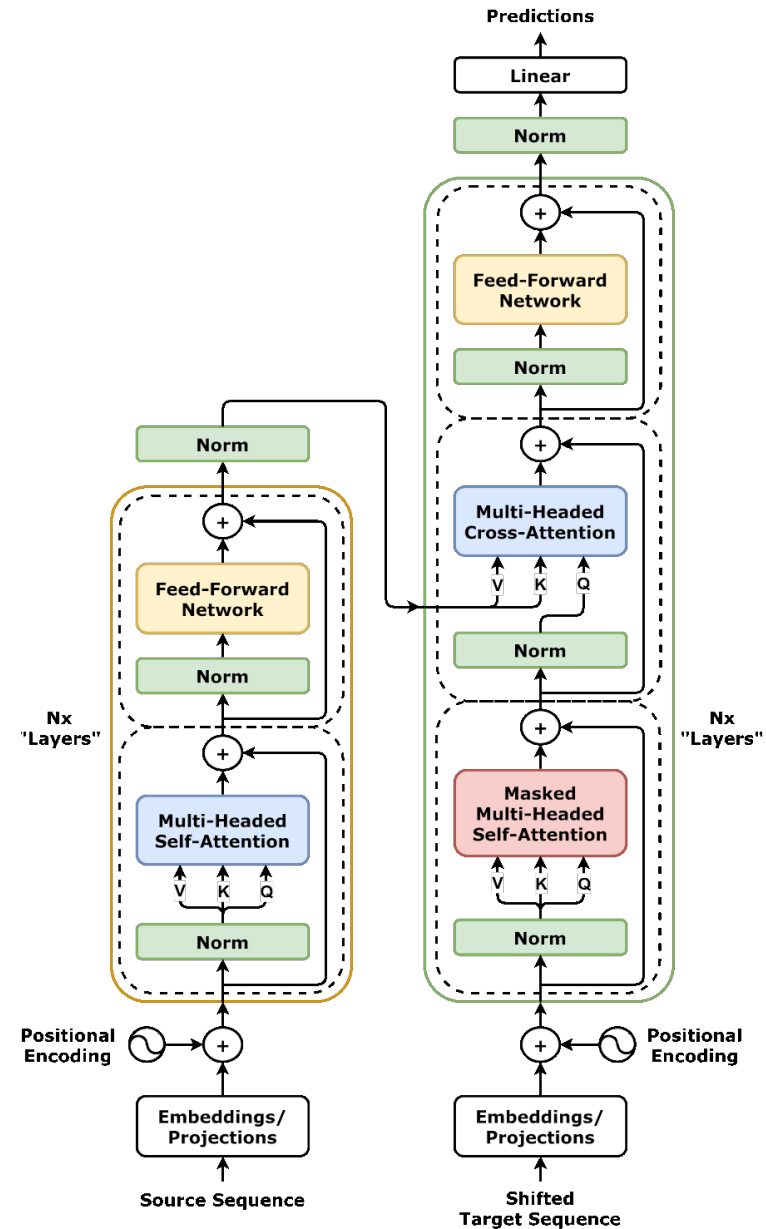 Predictions
Linear
Norm
+
Feed-Forward
Network
Norm
+
Multi-Headed
Cross-Attention
V K Q
Norm
+
Masked
Multi-Headed
Self-Attention
V K Q
Norm
Nx
"Layers"
+
Positional
Encoding
Embeddings/
Projections
Shifted
Target Sequence
Norm
+
Feed-Forward
Network
Norm
Nx
"Layers"
+
Multi-Headed
Self-Attention
V K Q
Norm
Positional
Encoding
+
Embeddings/
Projections
Source Sequence